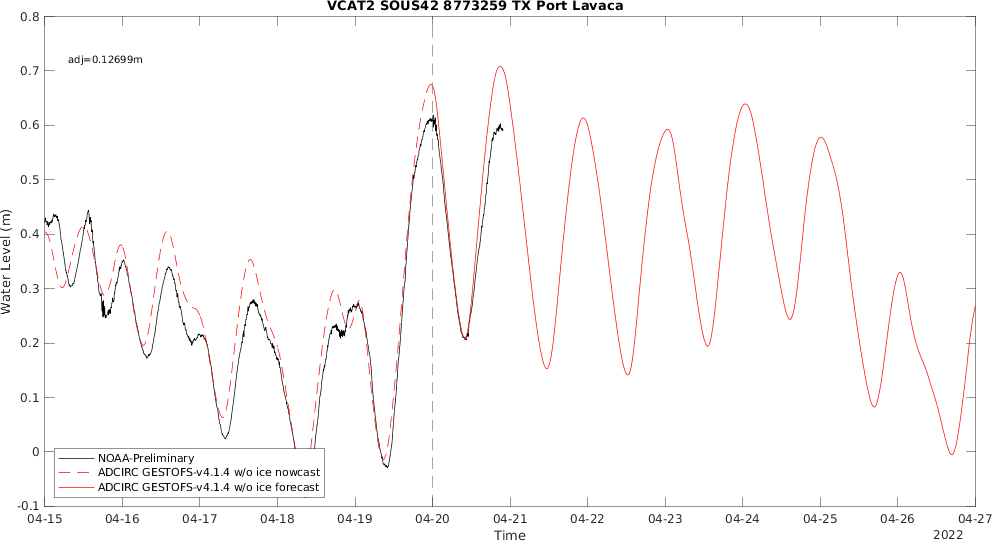 VCAT2 SOUS42 8773259 TX Port Lavaca
adj=0.12699m
0.8
0.7
0.6
0.5
0.4
0.3
0.2
0.1
0
-0.1
Water Level (m)
NOAA-Preliminary
ADCIRC GESTOFS-v4.1.4 w/o ice nowcast
ADCIRC GESTOFS-v4.1.4 w/o ice forecast
04-15 04-16 04-17 04-18 04-19 04-20 04-21 04-22 04-23 04-24 04-25 04-26 04-27
Time
2022